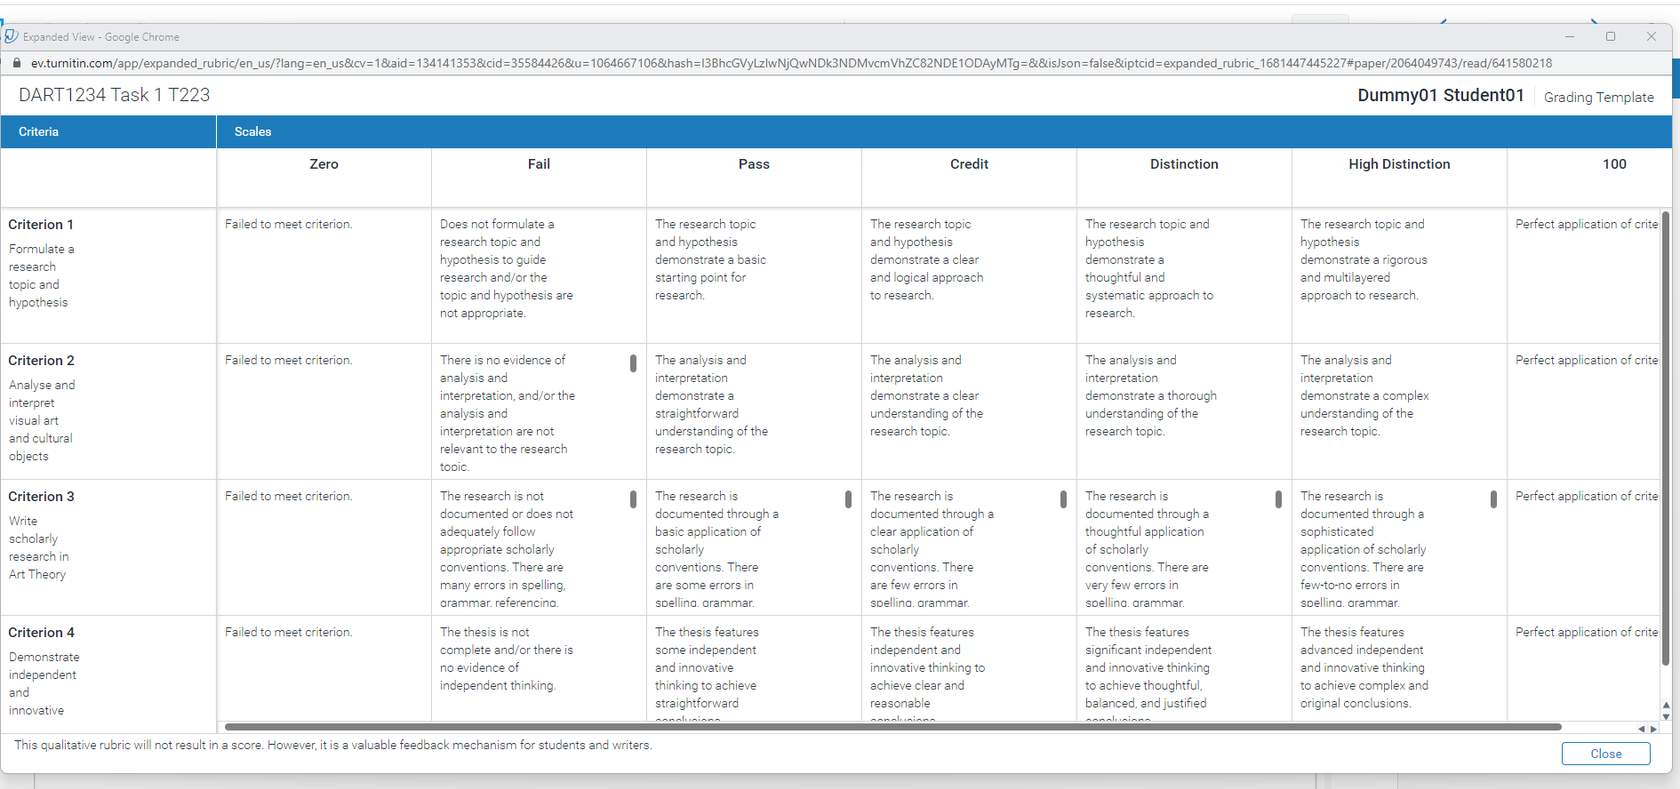 Expanded View - Google Chrome
ev.turnitin.com/app/expanded_rubric/en_us/?lang=en_us&cv=1&aid=134141353&cid=35584426&u=1064667106&hash=I3BhcGVyLzIwNjQwNDk3NDMvcmVhZC82NDE1ODAyMTg=&&isJson=false&iptcid=expanded_rubric_1681447445227#paper/2064049743/read/641580218
DART1234 Task 1 T223
Dummy01 Student01
Grading Template
Criteria
Scales
Zero
Fail
Pass
Credit
Distinction
High Distinction
100
Criterion 1
Formulate a
research
topic and
hypothesis
Failed to meet criterion.
Does not formulate a
research topic and
hypothesis to guide
research and/or the
topic and hypothesis are
not appropriate.
The research topic
and hypothesis
demonstrate a basic
starting point for
research.
The research topic
and hypothesis
demonstrate a clear
and logical approach
to research.
The research topic and
hypothesis
demonstrate a
thoughtful and
systematic approach to
research.
The research topic and
hypothesis
demonstrate a rigorous
and multilayered
approach to research.
Perfect application of crite
Criterion 2
Analyse and
interpret
visual art
and cultural
objects
Failed to meet criterion.
There is no evidence of
analysis and
interpretation, and/or the
analysis and
interpretation are not
relevant to the research
topic.
The analysis and
interpretation
demonstrate a
straightforward
understanding of the
research topic.
The analysis and
interpretation
demonstrate a clear
understanding of the
research topic.
The analysis and
interpretation
demonstrate a thorough
understanding of the
research topic.
The analysis and
interpretation
demonstrate a complex
understanding of the
research topic.
Perfect application of crite
Criterion 3
Write
scholarly
research in
Art Theory
Failed to meet criterion.
The research is not
documented or does not
adequately follow
appropriate scholarly
conventions. There are
many errors in spelling,
grammar, referencing,
The research is
documented through a
basic application of
scholarly
conventions. There
are some errors in
spelling, grammar,
The research is
documented through a
clear application of
scholarly
conventions. There
are few errors in
spelling, grammar,
The research is
documented through a
thoughtful application
of scholarly
conventions. There are
very few errors in
spelling, grammar,
The research is
documented through a
sophisticated
application of scholarly
conventions. There are
few-to-no errors in
spelling, grammar,
Perfect application of crite
Criterion 4
Demonstrate
independent
and
innovative
Failed to meet criterion.
The thesis is not
complete and/or there is
no evidence of
independent thinking.
The thesis features
some independent
and innovative
thinking to achieve
straightforward
conclusions.
The thesis features
independent and
innovative thinking to
achieve clear and
reasonable
conclusions.
The thesis features
significant independent
and innovative thinking
to achieve thoughtful,
balanced, and justified
conclusions.
The thesis features
advanced independent
and innovative thinking
to achieve complex and
original conclusions.
Perfect application of crite
This qualitative rubric will not result in a score. However, it is a valuable feedback mechanism for students and writers.
Close